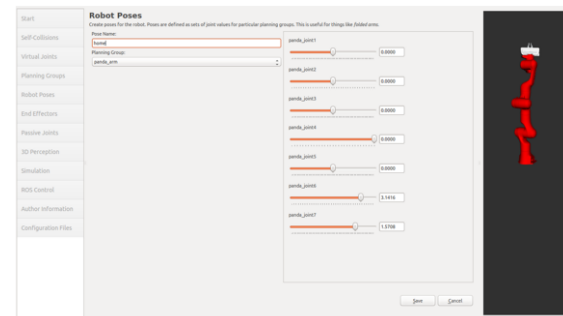 Start
Self-Collisions
Virtual Joints
Planning Groups
Robot Poses
End Effectors
Passive Joints
3D Perception
Simulation
ROS Control
Author Information
Configuration Files
Robot Poses
Create poses for the robot. Poses are defined as sets of joint values for particular planning groups. This is useful for things like folded arms.
Pose Name:
home
Planning Group:
panda_arm
panda_joint1
0.0000
panda_joint2
0.0000
panda_joint3
0.0000
panda_joint4
0.0000
panda_joint5
0.0000
panda_joint6
3.1416
panda_joint7
1.5708
Save
Cancel